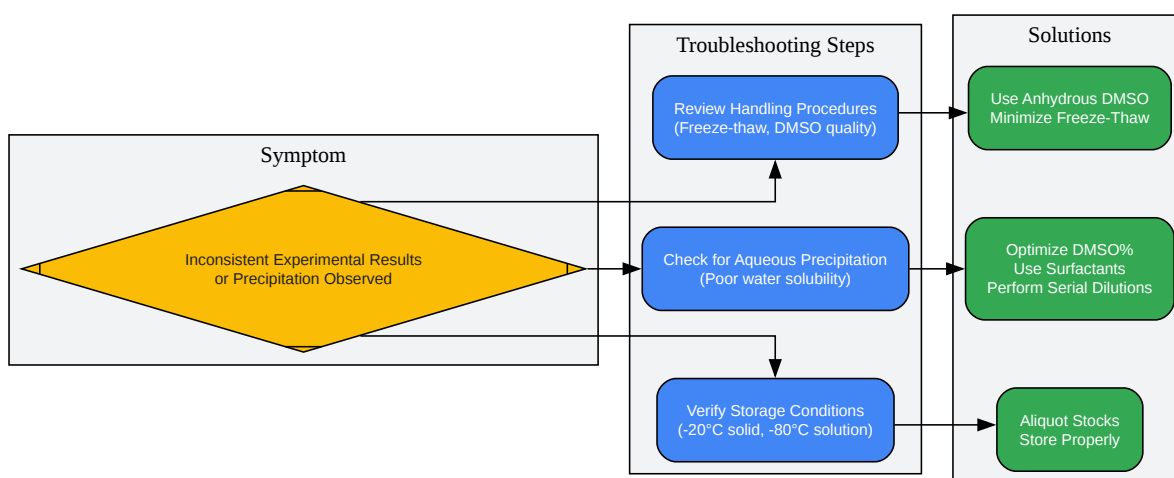 Symptom
Inconsistent Experimental Results
or Precipitation Observed
Troubleshooting Steps
Review Handling Procedures
(Freeze-thaw, DMSO quality)
Check for Aqueous Precipitation
(Poor water solubility)
Verify Storage Conditions
(-20°C solid, -80°C solution)
Solutions
Use Anhydrous DMSO
Minimize Freeze-Thaw
Optimize DMSO%
Use Surfactants
Perform Serial Dilutions
Aliquot Stocks
Store Properly